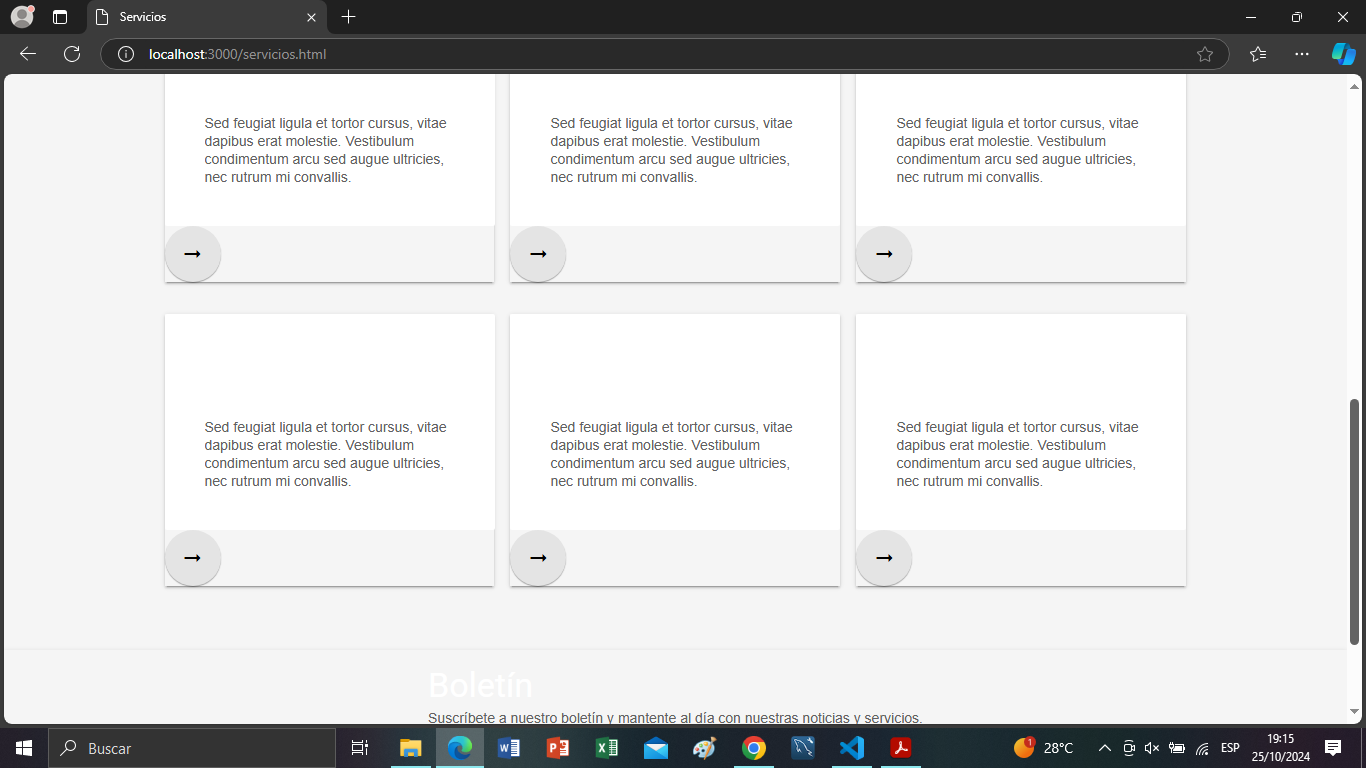 Servicios
localhost:3000/servicios.html
Sed feugiat ligula et tortor cursus, vitae
dapibus erat molestie. Vestibulum
condimentum arcu sed augue ultricies,
nec rutrum mi convallis.
Sed feugiat ligula et tortor cursus, vitae
dapibus erat molestie. Vestibulum
condimentum arcu sed augue ultricies,
nec rutrum mi convallis.
Sed feugiat ligula et tortor cursus, vitae
dapibus erat molestie. Vestibulum
condimentum arcu sed augue ultricies,
nec rutrum mi convallis.
Sed feugiat ligula et tortor cursus, vitae
dapibus erat molestie. Vestibulum
condimentum arcu sed augue ultricies,
nec rutrum mi convallis.
Sed feugiat ligula et tortor cursus, vitae
dapibus erat molestie. Vestibulum
condimentum arcu sed augue ultricies,
nec rutrum mi convallis.
Sed feugiat ligula et tortor cursus, vitae
dapibus erat molestie. Vestibulum
condimentum arcu sed augue ultricies,
nec rutrum mi convallis.
Boletín
Suscríbete a nuestro boletín y mantente al día con nuestras noticias y servicios.
Buscar
1
28°C
ESP
19:15
25/10/2024